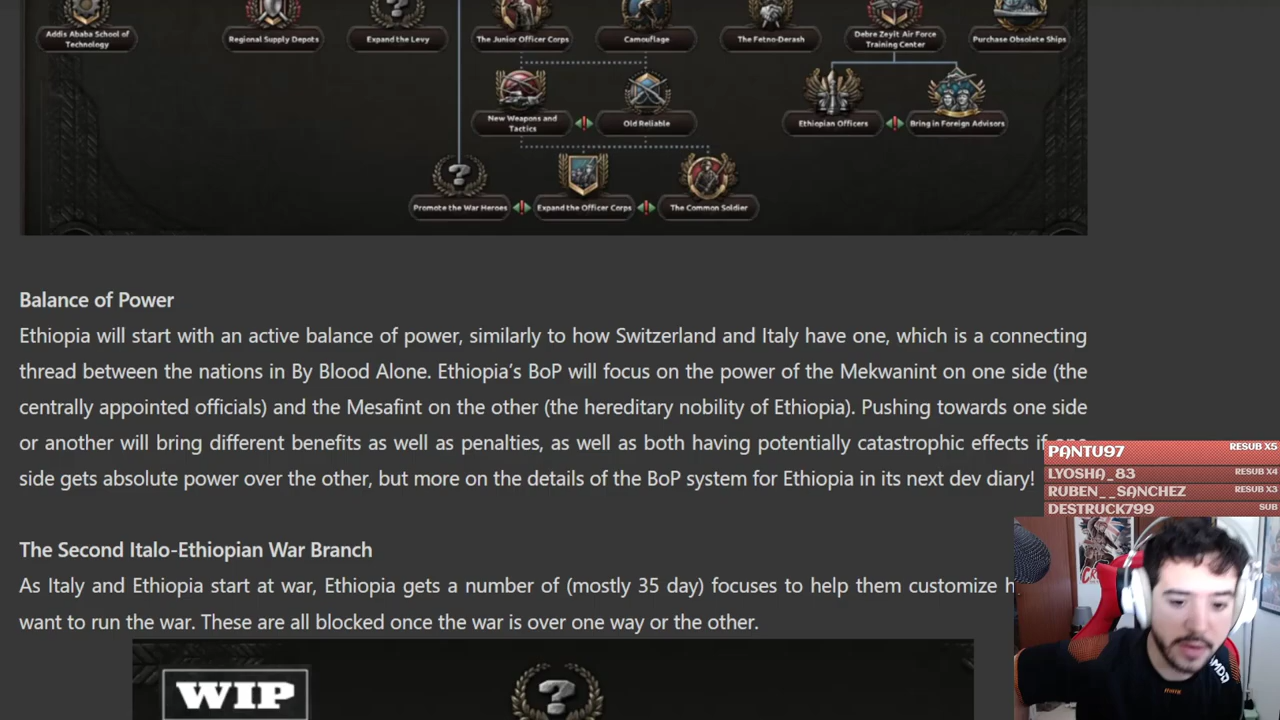 Addis Ababa School of
Technology
Regional Supply Depots
Expand the Levy
The Junior Officer Corps
Camouflage
The Fetno-Derash
Debre Zeyit Air Force
Training Center
Purchase Obsolete Ships
New Weapons and
Tactics
Old Reliable
Ethiopian Officers
Bring in Foreign Advisors
Promote the War Heroes
Expand the Officer Corps
The Common Soldier
Balance of Power
Ethiopia will start with an active balance of power, similarly to how Switzerland and Italy have one, which is a connecting
thread between the nations in By Blood Alone. Ethiopia's BoP will focus on the power of the Mekwanint on one side (the
centrally appointed officials) and the Mesafint on the other (the hereditary nobility of Ethiopia). Pushing towards one side
or another will bring different benefits as well as penalties, as well as both having potentially catastrophic effects if one
side gets absolute power over the other, but more on the details of the BoP system for Ethiopia in its next dev diary!
PANTU97 RESUB X5
LYOSHA_83 RESUB X4
RUBEN__SANCHEZ RESUB X3
DESTRUCK799 SUB
The Second Italo-Ethiopian War Branch
As Italy and Ethiopia start at war, Ethiopia gets a number of (mostly 35 day) focuses to help them customize
want to run the war. These are all blocked once the war is over one way or the other.
WIP
AMD